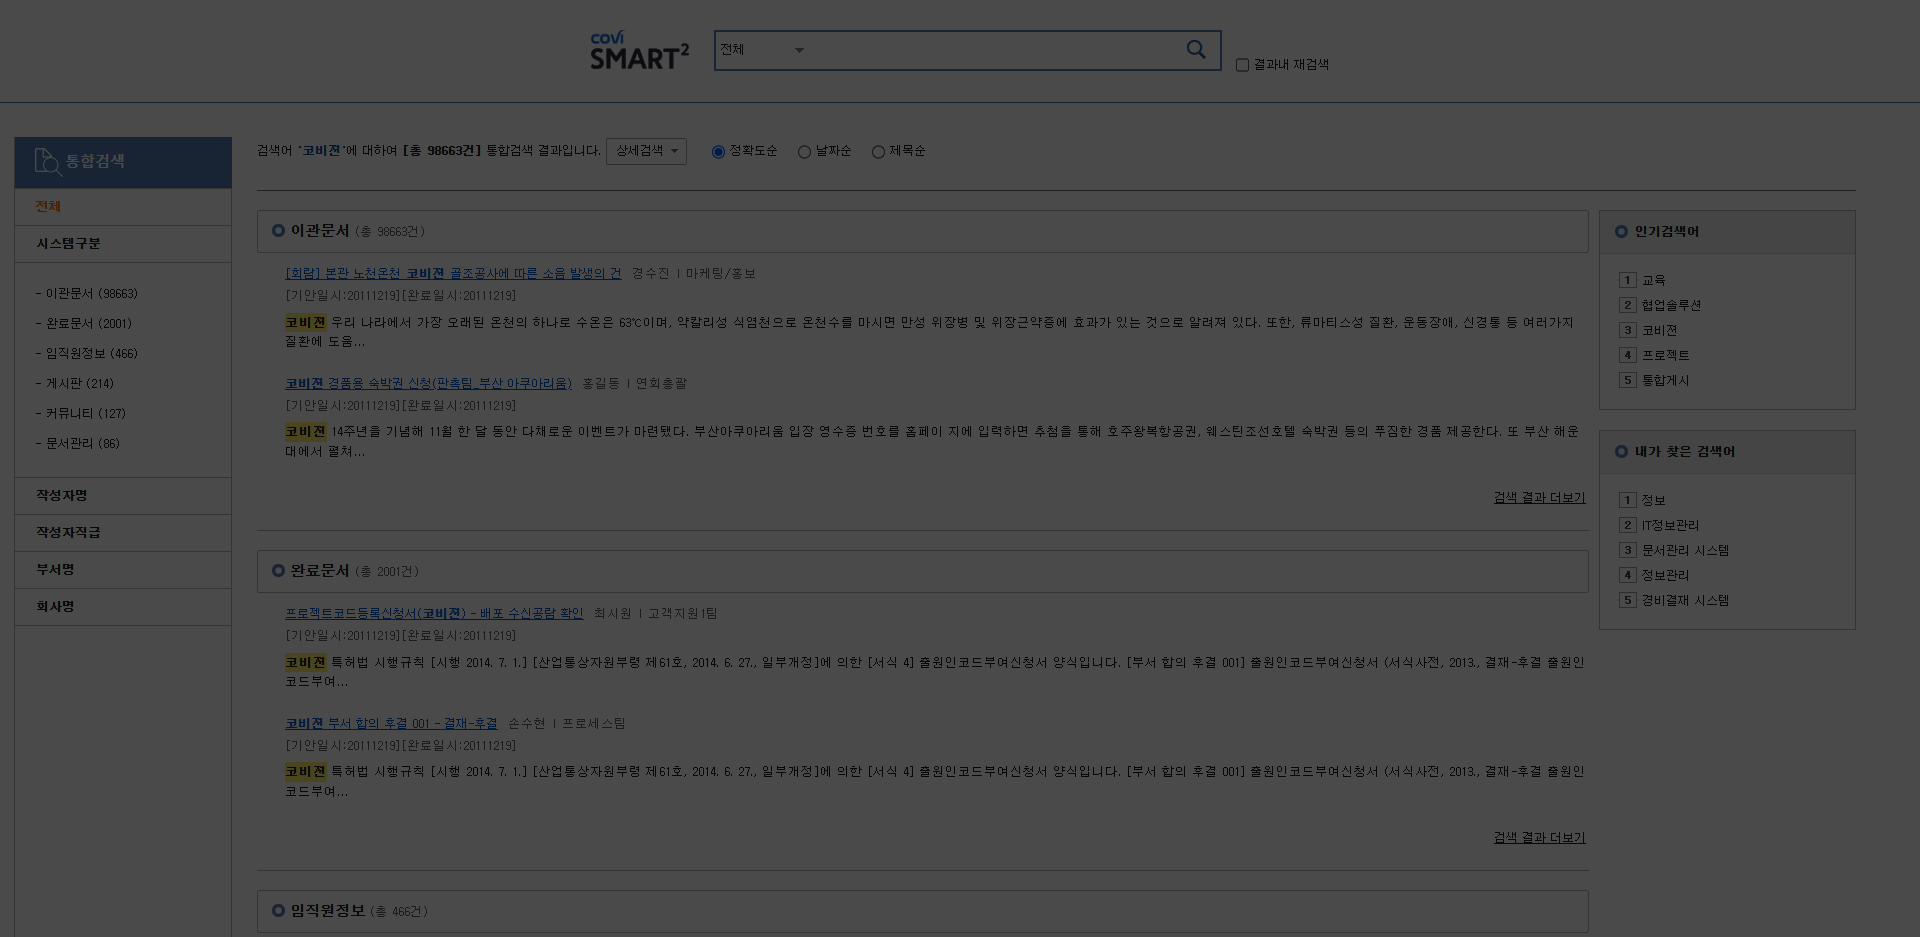 covi
SMART²
전체
결과내 재검색
통합검색
전체
시스템구분
- 이관문서 (98663)
- 완료문서 (2001)
- 임직원정보 (466)
- 게시판 (214)
- 커뮤니티 (127)
- 문서관리 (86)
작성자명
작성자직급
부서명
회사명
검색어 '코비젼'에 대하여 [총 98663건] 통합검색 결과입니다. 상세검색 정확도순 날짜순 제목순
이관문서 (총 98663건)
[회람] 본관 노천온천 코비젼 골조공사에 따른 소음 발생의 건 경수진 | 마케팅/홍보
[기안일시:20111219][완료일시:20111219]
코비젼 우리 나라에서 가장 오래된 온천의 하나로 수온은 63℃이며, 약칼리성 식염천으로 온천수를 마시면 만성 위장병 및 위장근약증에 효과가 있는 것으로 알려져 있다. 또한, 류마티스성 질환, 운동장애, 신경통 등 여러가지
질환에 도움...
코비젼 경품용 숙박권 신청(판촉팀_부산 아쿠아리움) 홍길동 | 연회총괄
[기안일시:20111219][완료일시:20111219]
코비젼 14주년을 기념해 11월 한 달 동안 다채로운 이벤트가 마련됐다. 부산아쿠아리움 입장 영수증 번호를 홈페이 지에 입력하면 추첨을 통해 호주왕복항공권, 웨스틴조선호텔 숙박권 등의 푸짐한 경품 제공한다. 또 부산 해운
대에서 펼쳐...
검색 결과 더보기
완료문서 (총 2001건)
프로젝트코드등록신청서(코비젼) - 배포 수신공람 확인 최시원 | 고객지원1팀
[기안일시:20111219][완료일시:20111219]
코비젼 특허법 시행규칙 [시행 2014. 7. 1.] [산업통상자원부령 제61호, 2014. 6. 27., 일부개정]에 의한 [서식 4] 출원인코드부여신청서 양식입니다. [부서 합의 후결 001] 출원인코드부여신청서 (서식사전, 2013., 결재-후결 출원인
코드부여...
코비젼 부서 합의 후결 001 - 결재-후결 손수현 | 프로세스팀
[기안일시:20111219][완료일시:20111219]
코비젼 특허법 시행규칙 [시행 2014. 7. 1.] [산업통상자원부령 제61호, 2014. 6. 27., 일부개정]에 의한 [서식 4] 출원인코드부여신청서 양식입니다. [부서 합의 후결 001] 출원인코드부여신청서 (서식사전, 2013., 결재-후결 출원인
코드부여...
검색 결과 더보기
임직원정보 (총 466건)
인기검색어
1 교육
2 협업솔루션
3 코비젼
4 프로젝트
5 통합게시
내가 찾은 검색어
1 정보
2 IT정보관리
3 문서관리 시스템
4 정보관리
5 경비결재 시스템